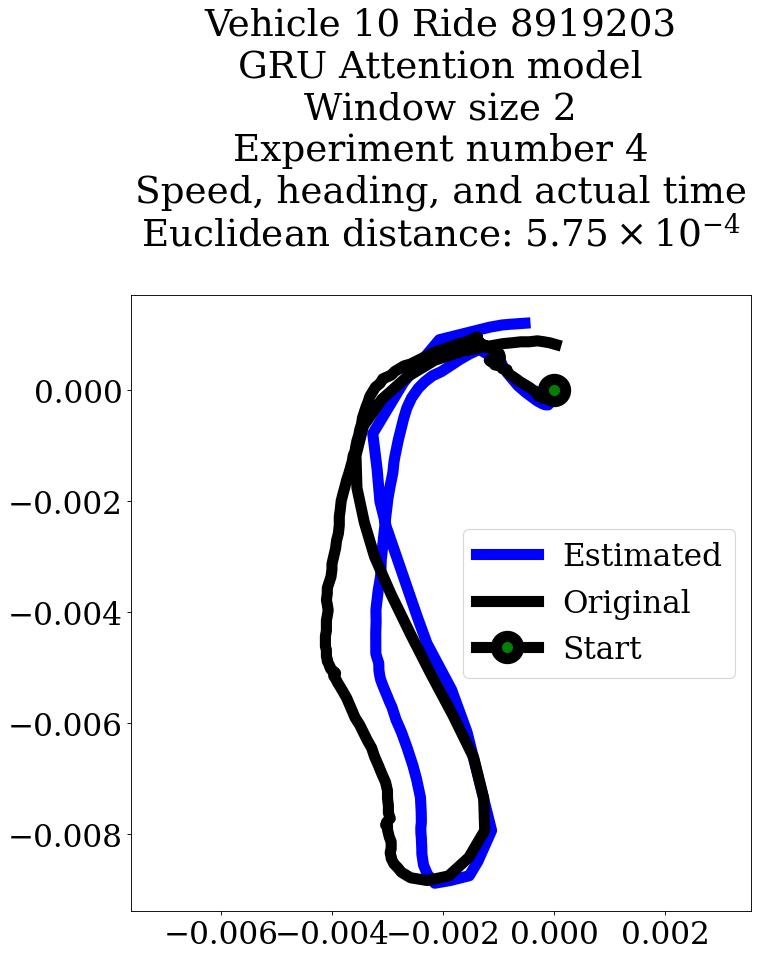 Vehicle 10 Ride 8919203
GRU Attention model
Window size 2
Experiment number 4
Speed, heading, and actual time
Euclidean distance: 5.75 × 10⁻⁴
0.000
−0.002
−0.004
−0.006
−0.008
Estimated
Original
Start
−0.006 −0.004 −0.002 0.000 0.002